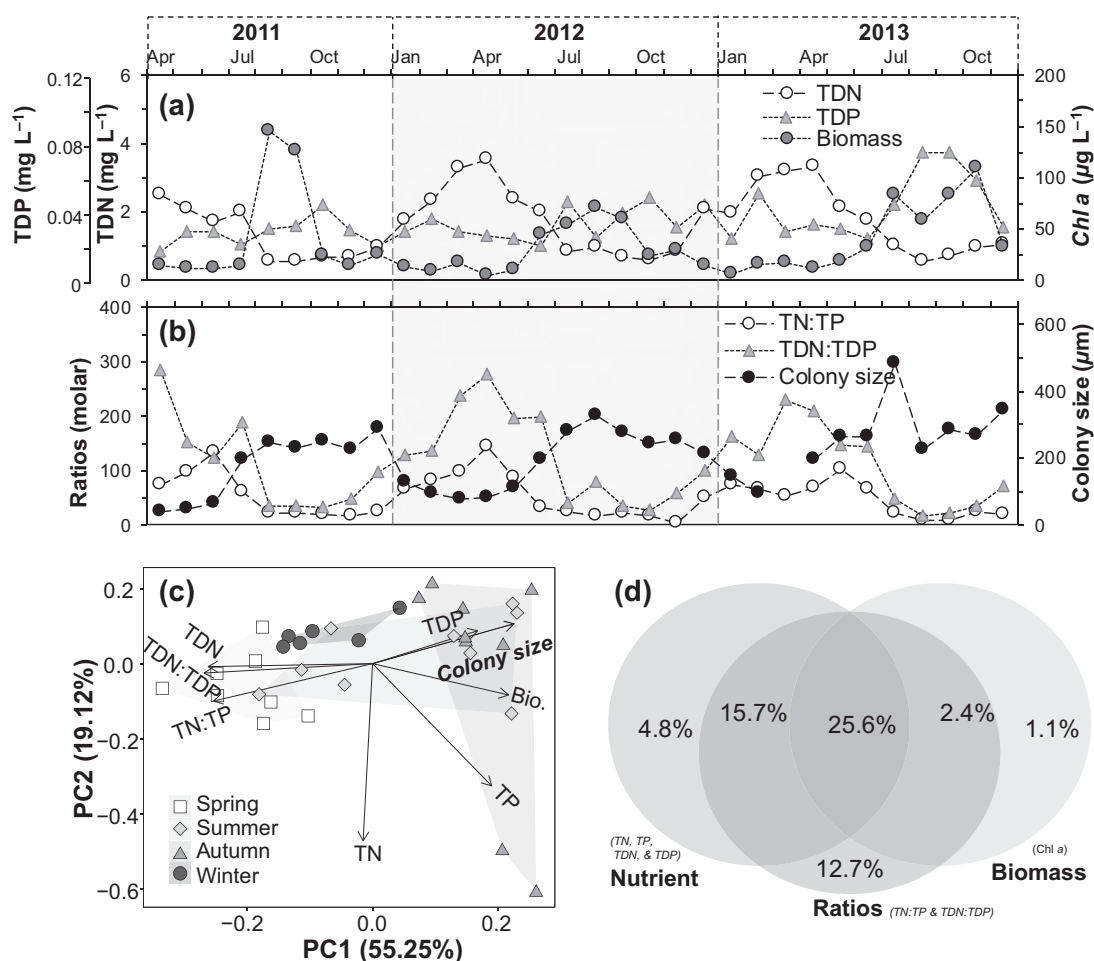 2011 2012 2013
Apr Jul Oct Jan Apr Jul Oct Jan Apr Jul Oct
(a)
TDP (mg L⁻¹)
0.12
0.08
0.04
0
TDN (mg L⁻¹)
6
4
2
0
TDN
TDP
Biomass
200
150
100
50
0
Chl a (µg L⁻¹)
(b)
Ratios (molar)
400
300
200
100
0
TN:TP
TDN:TDP
Colony size
600
400
200
0
Colony size (µm)
(c)
PC2 (19.12%)
0.2
0.0
−0.2
−0.4
−0.6
TDN
TDN:TDP
TN:TP
TDP
Colony size
Bio.
TP
TN
Spring
Summer
Autumn
Winter
−0.2 0.0 0.2
PC1 (55.25%)
(d)
4.8% 15.7% 25.6% 2.4% 1.1%
12.7%
(TN, TP,
TDN, & TDP)
Nutrient
(Chl a)
Biomass
Ratios (TN:TP & TDN:TDP)